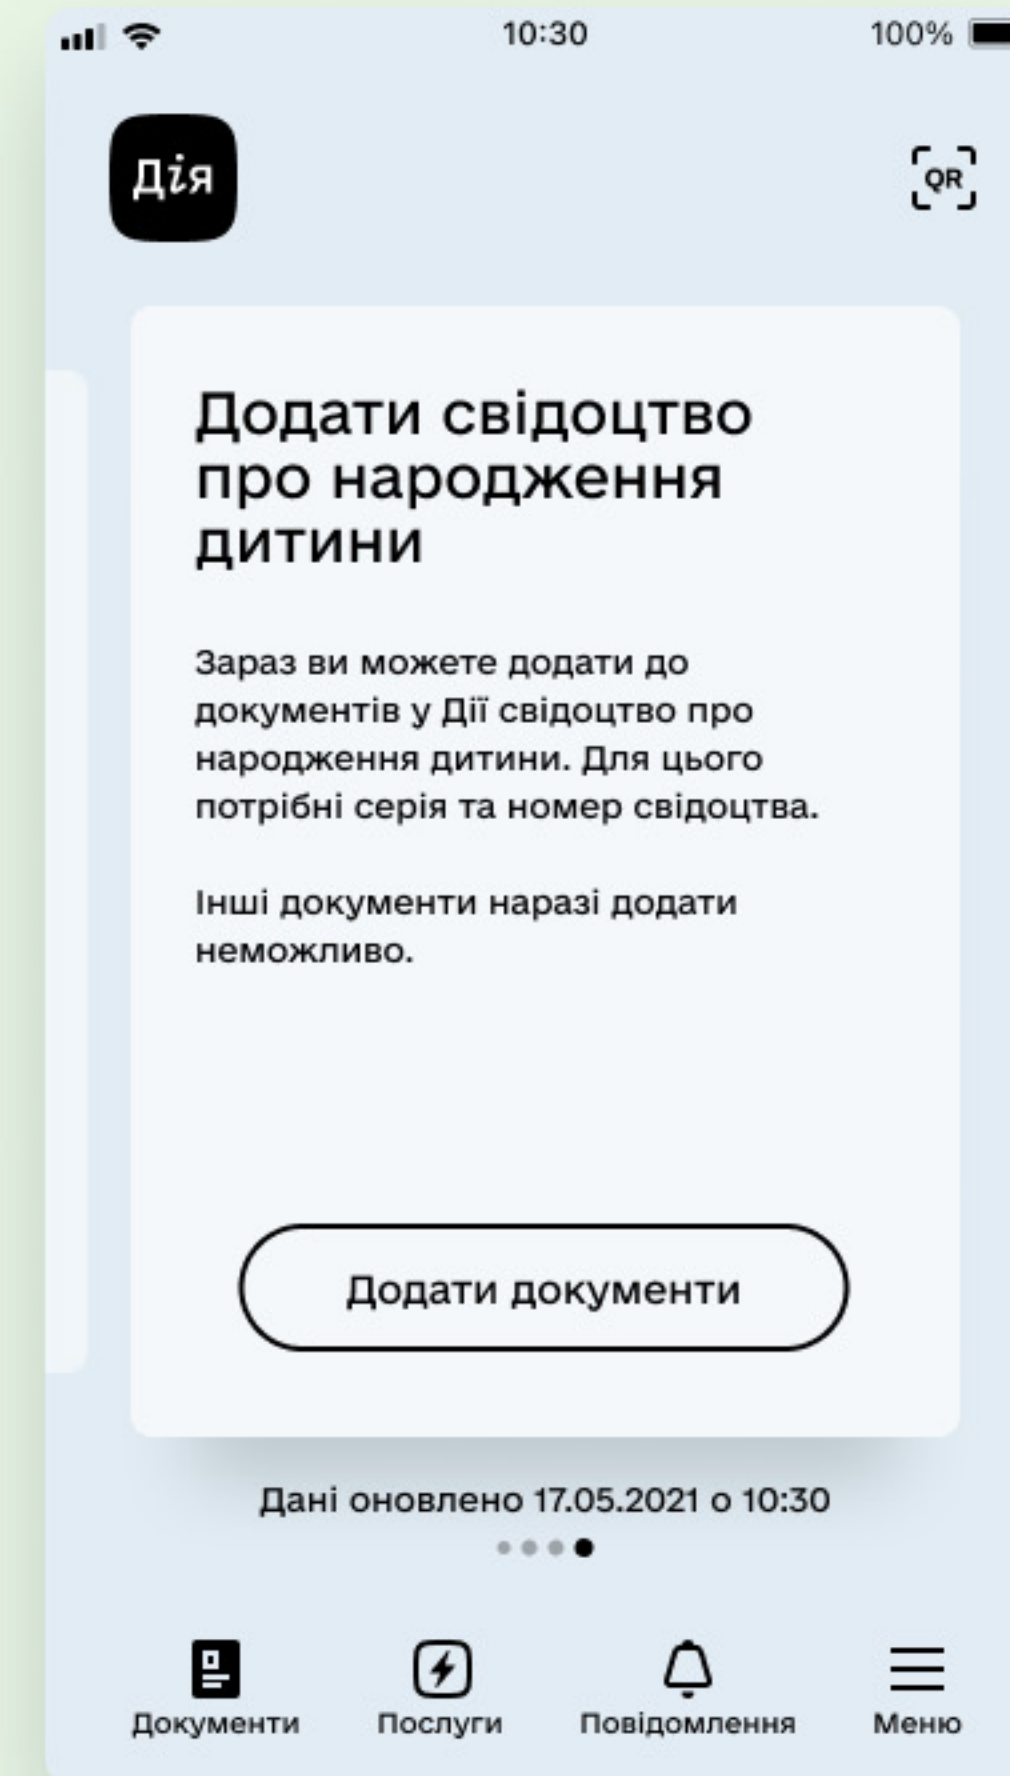 10:30
100%
Дія
QR
Додати свідоцтво
про народження
дитини
Зараз ви можете додати до
документів у Дії свідоцтво про
народження дитини. Для цього
потрібні серія та номер свідоцтва.
Інші документи наразі додати
неможливо.
Додати документи
Дані оновлено 17.05.2021 о 10:30
Документи
Послуги
Повідомлення
Меню